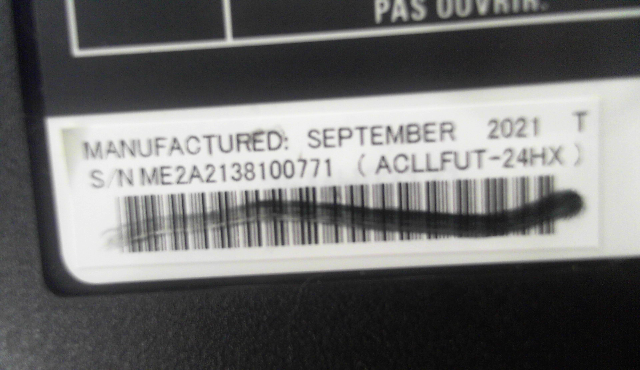 PAS OUVRIR.
MANUFACTURED: SEPTEMBER 2021 T
S/N ME2A2138100771 (ACLLFUT-24HX)